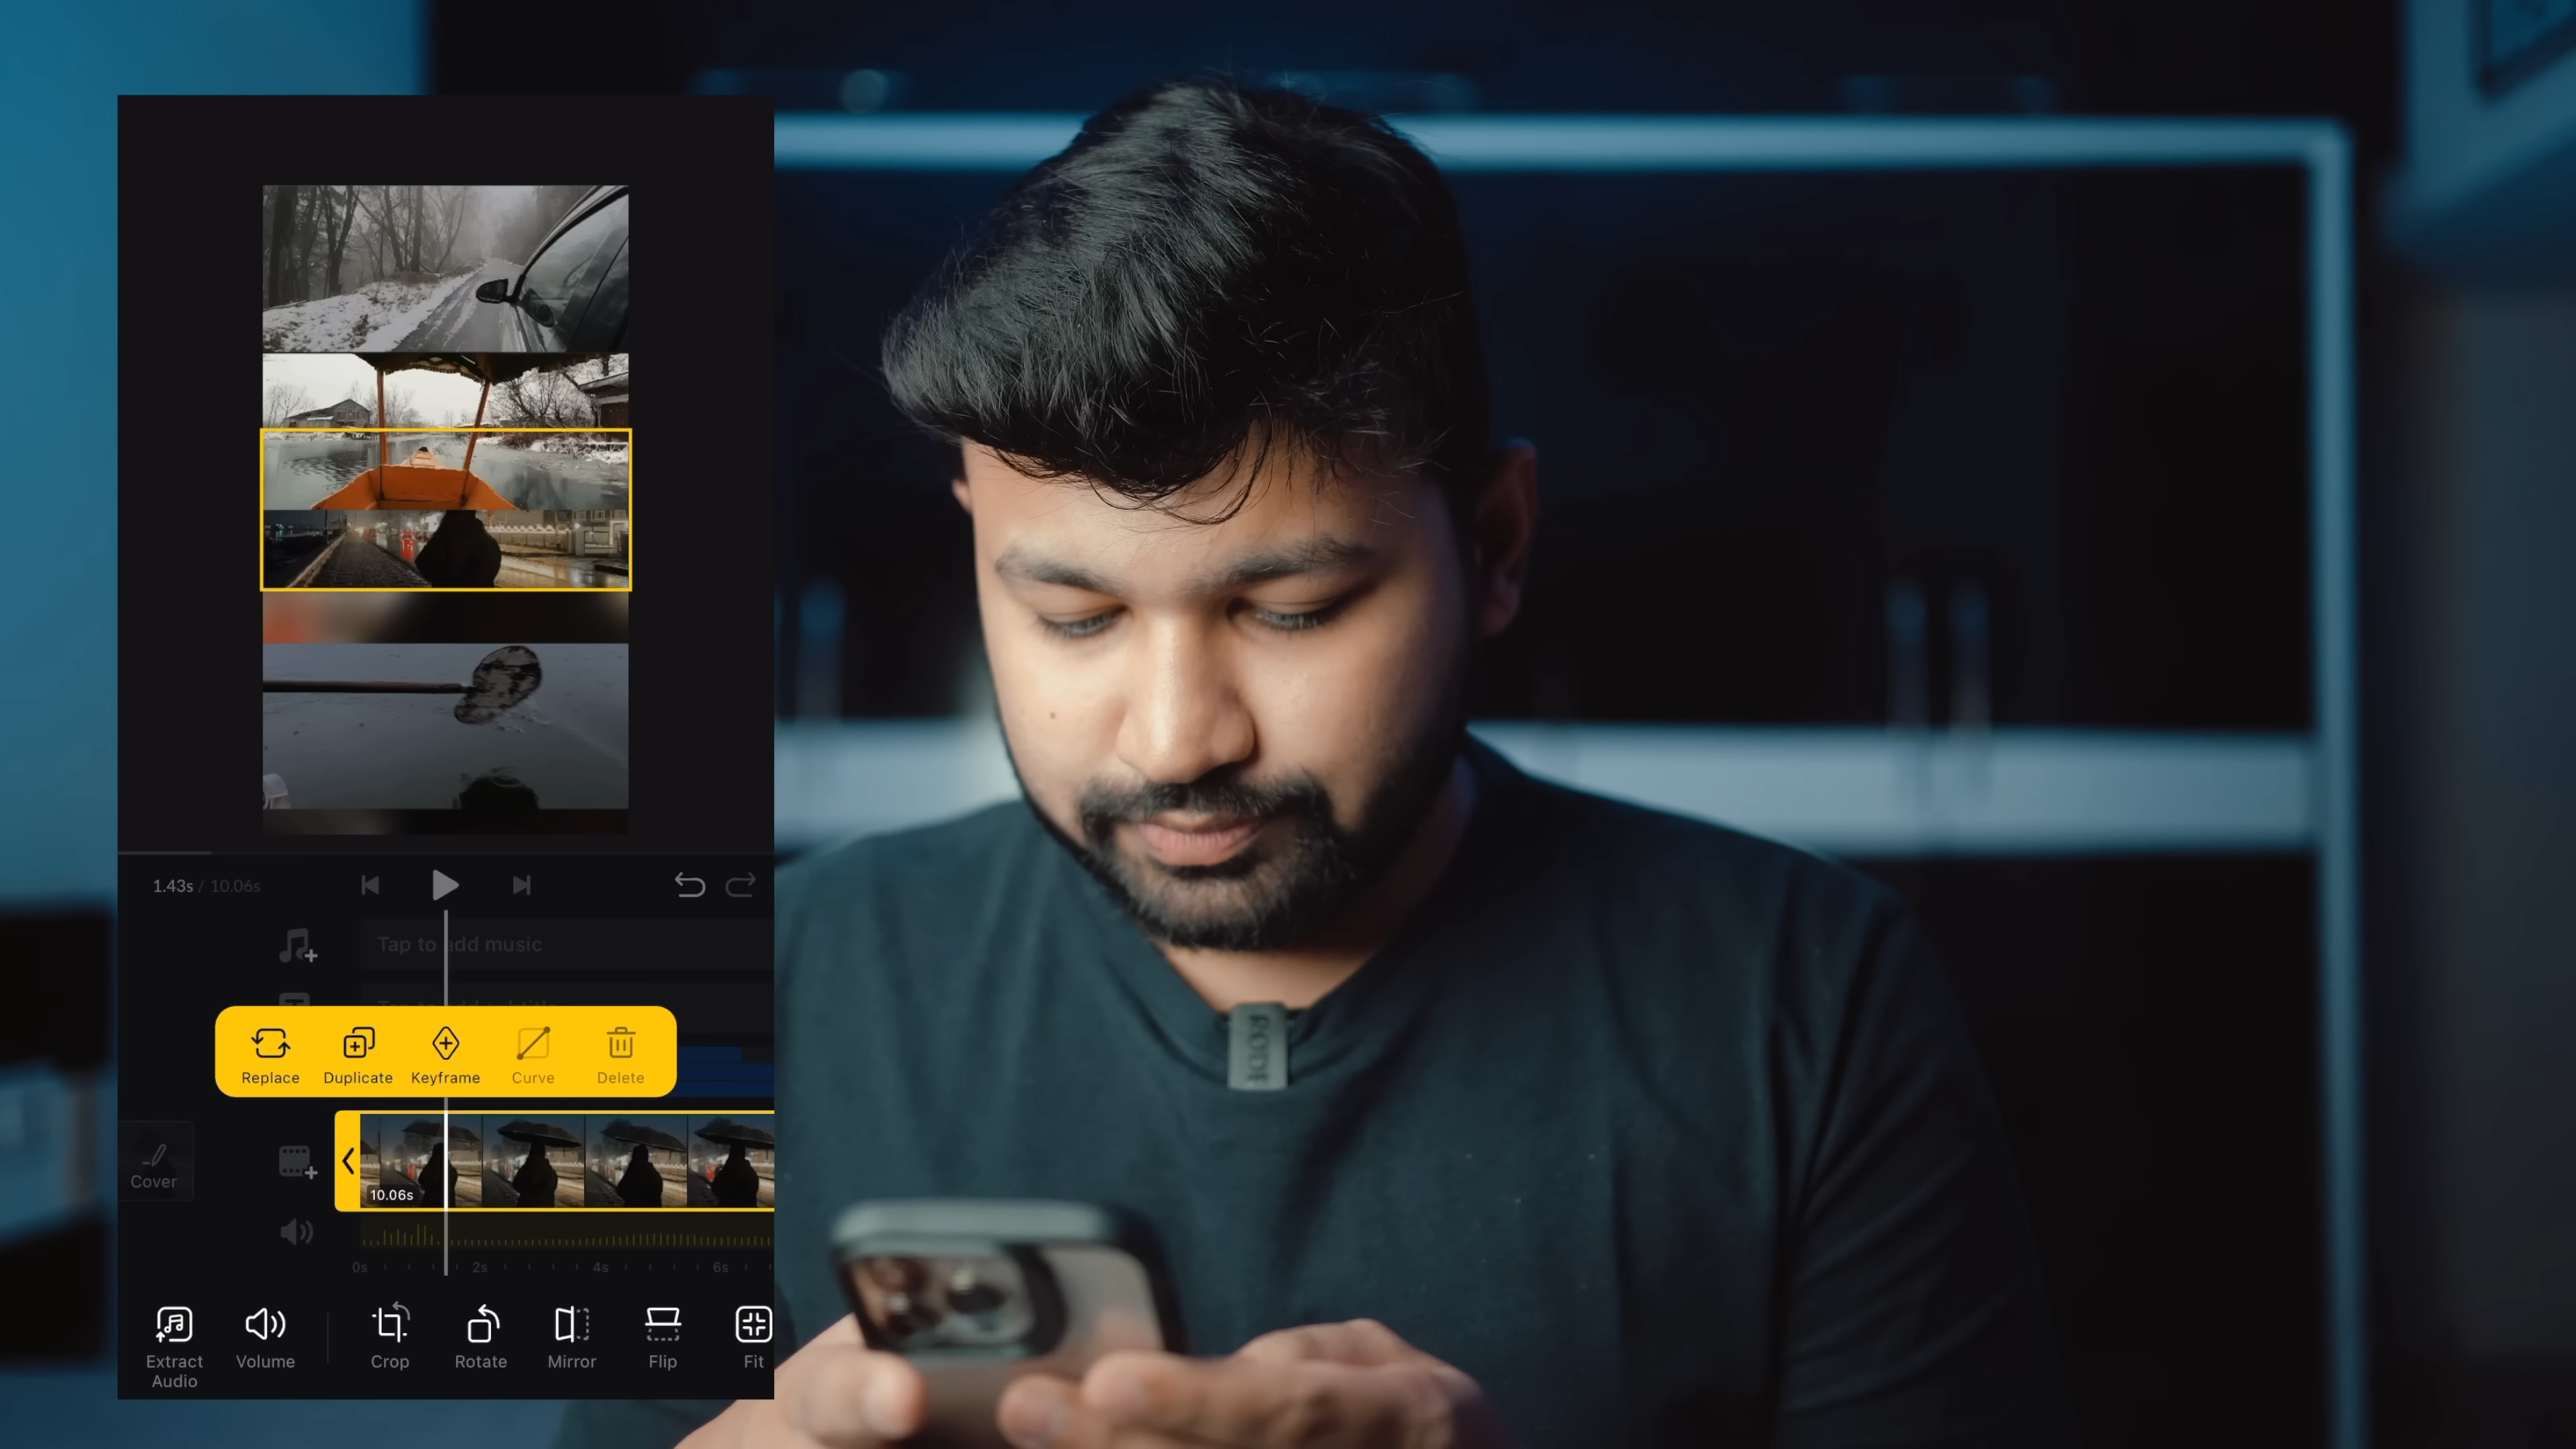 1.43s / 10.06s
Tap to add music
Replace
Duplicate
Keyframe
Curve
Delete
RODE
Cover
10.06s
0s
2s
4s
6s
Extract
Audio
Volume
Crop
Rotate
Mirror
Flip
Fit